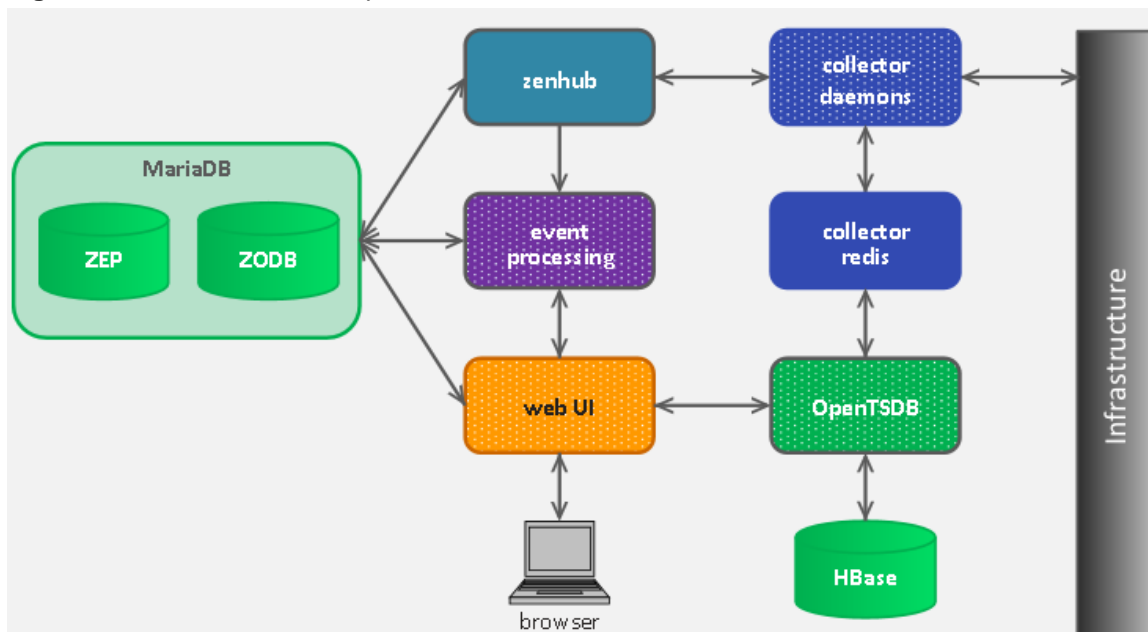 zenhub
collector
daemons
MariaDB
ZEP
ZODB
event
processing
collector
redis
web UI
OpenTSDB
HBase
browser
Infrastructure